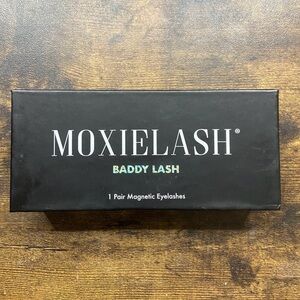 MOXIELASH®
BADDY LASH
1 Pair Magnetic Eyelashes